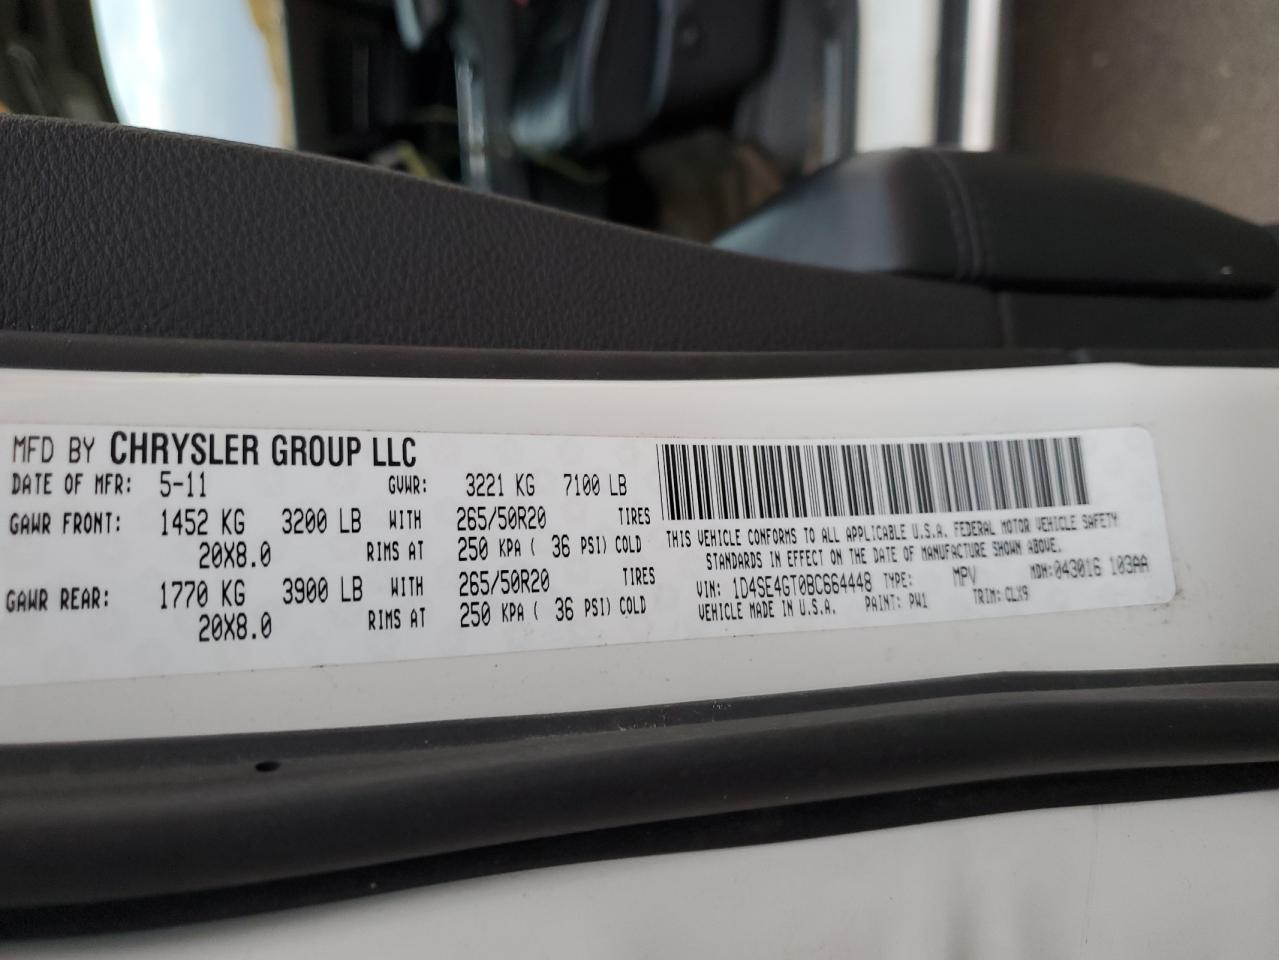 MFD BY CHRYSLER GROUP LLC
DATE OF MFR: 5-11 GVWR: 3221 KG 7100 LB
GAWR FRONT: 1452 KG 3200 LB WITH 265/50R20 TIRES
20X8.0 RIMS AT 250 KPA ( 36 PSI) COLD
GAWR REAR: 1770 KG 3900 LB WITH 265/50R20 TIRES
20X8.0 RIMS AT 250 KPA ( 36 PSI) COLD
THIS VEHICLE CONFORMS TO ALL APPLICABLE U.S.A. FEDERAL MOTOR VEHICLE SAFETY
STANDARDS IN EFFECT ON THE DATE OF MANUFACTURE SHOWN ABOVE.
VIN: 1D4SE4GT0BC664448 TYPE: MPV MDH:043016 103AA
VEHICLE MADE IN U.S.A. PAINT: PW1 TRIM: CLX9